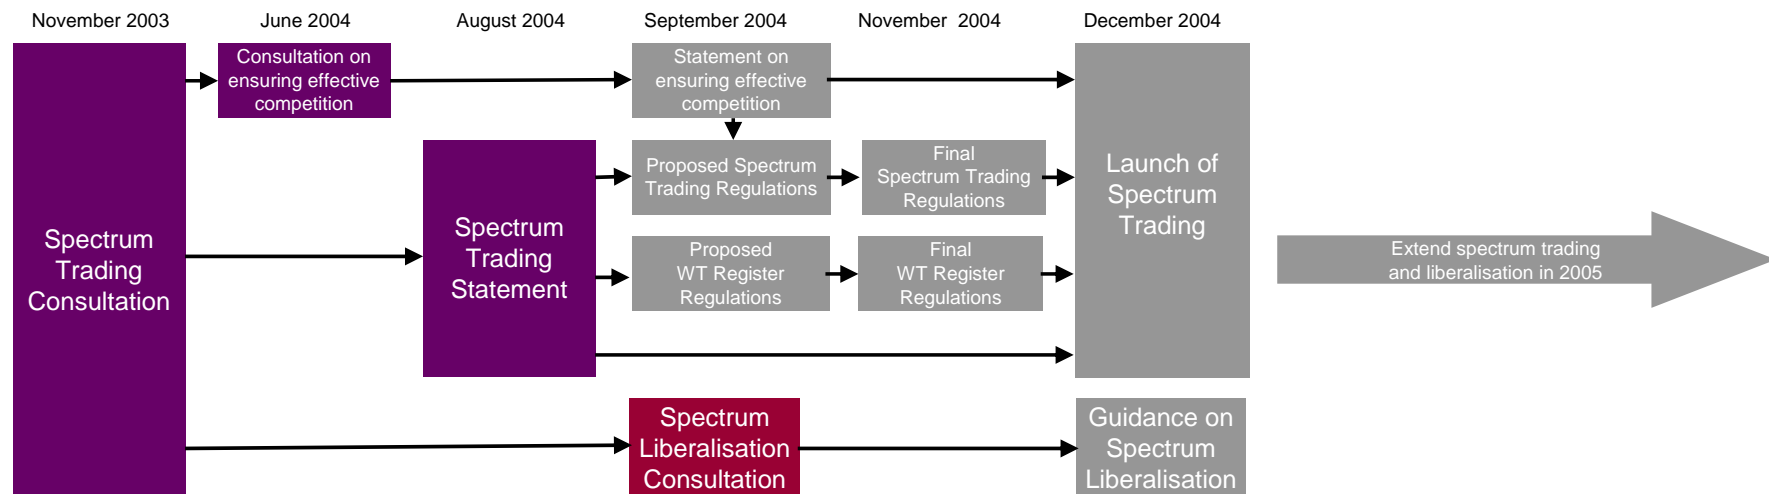 November 2003
June 2004
August 2004
September 2004
November  2004
December 2004
Consultation on
ensuring effective
competition
Statement on
ensuring effective
competition
Spectrum
Trading
Consultation
Spectrum
Trading
Statement
Proposed Spectrum
Trading Regulations
Final
Spectrum Trading
Regulations
Proposed
WT Register
Regulations
Final
WT Register
Regulations
Launch of
Spectrum
Trading
Extend spectrum trading
and liberalisation in 2005
Spectrum
Liberalisation
Consultation
Guidance on
Spectrum
Liberalisation